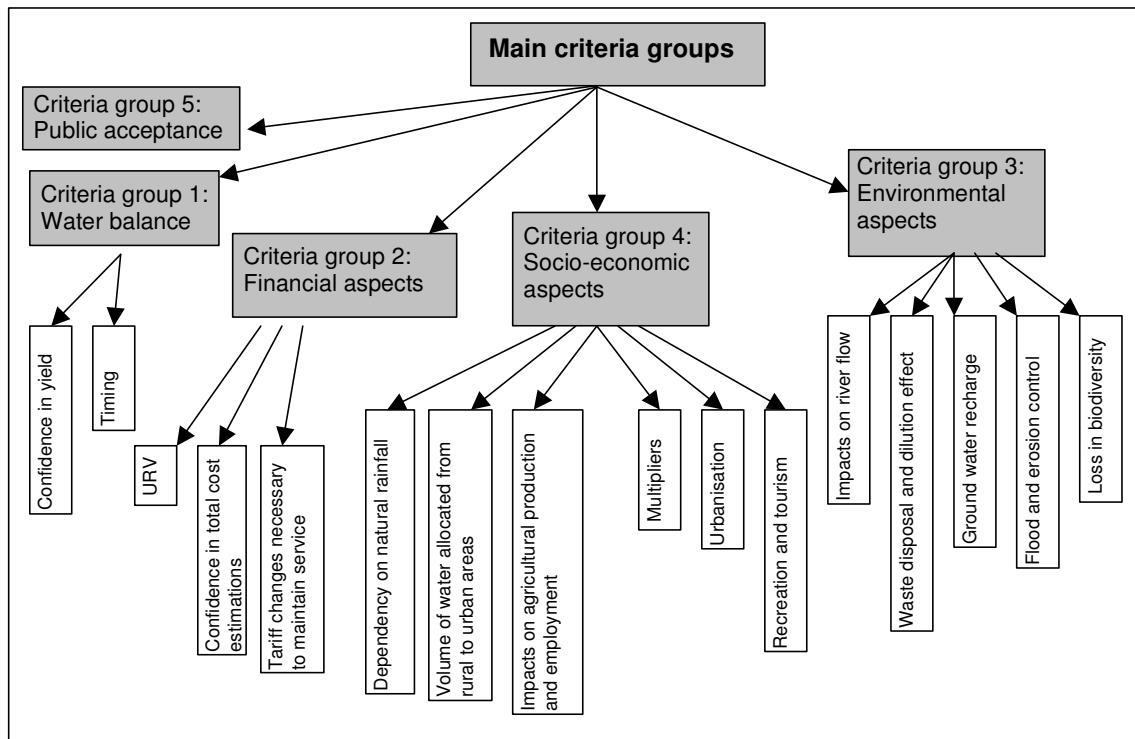 Main criteria groups
Criteria group 5:
Public acceptance
Criteria group 1:
Water balance
Criteria group 2:
Financial aspects
Criteria group 4:
Socio-economic
aspects
Criteria group 3:
Environmental
aspects
Confidence in yield
Timing
URV
Confidence in total cost
estimations
Tariff changes necessary
to maintain service
Dependency on natural rainfall
Volume of water allocated from
rural to urban areas
Impacts on agricultural production
and employment
Multipliers
Urbanisation
Recreation and tourism
Impacts on river flow
Waste disposal and dilution effect
Ground water recharge
Flood and erosion control
Loss in biodiversity